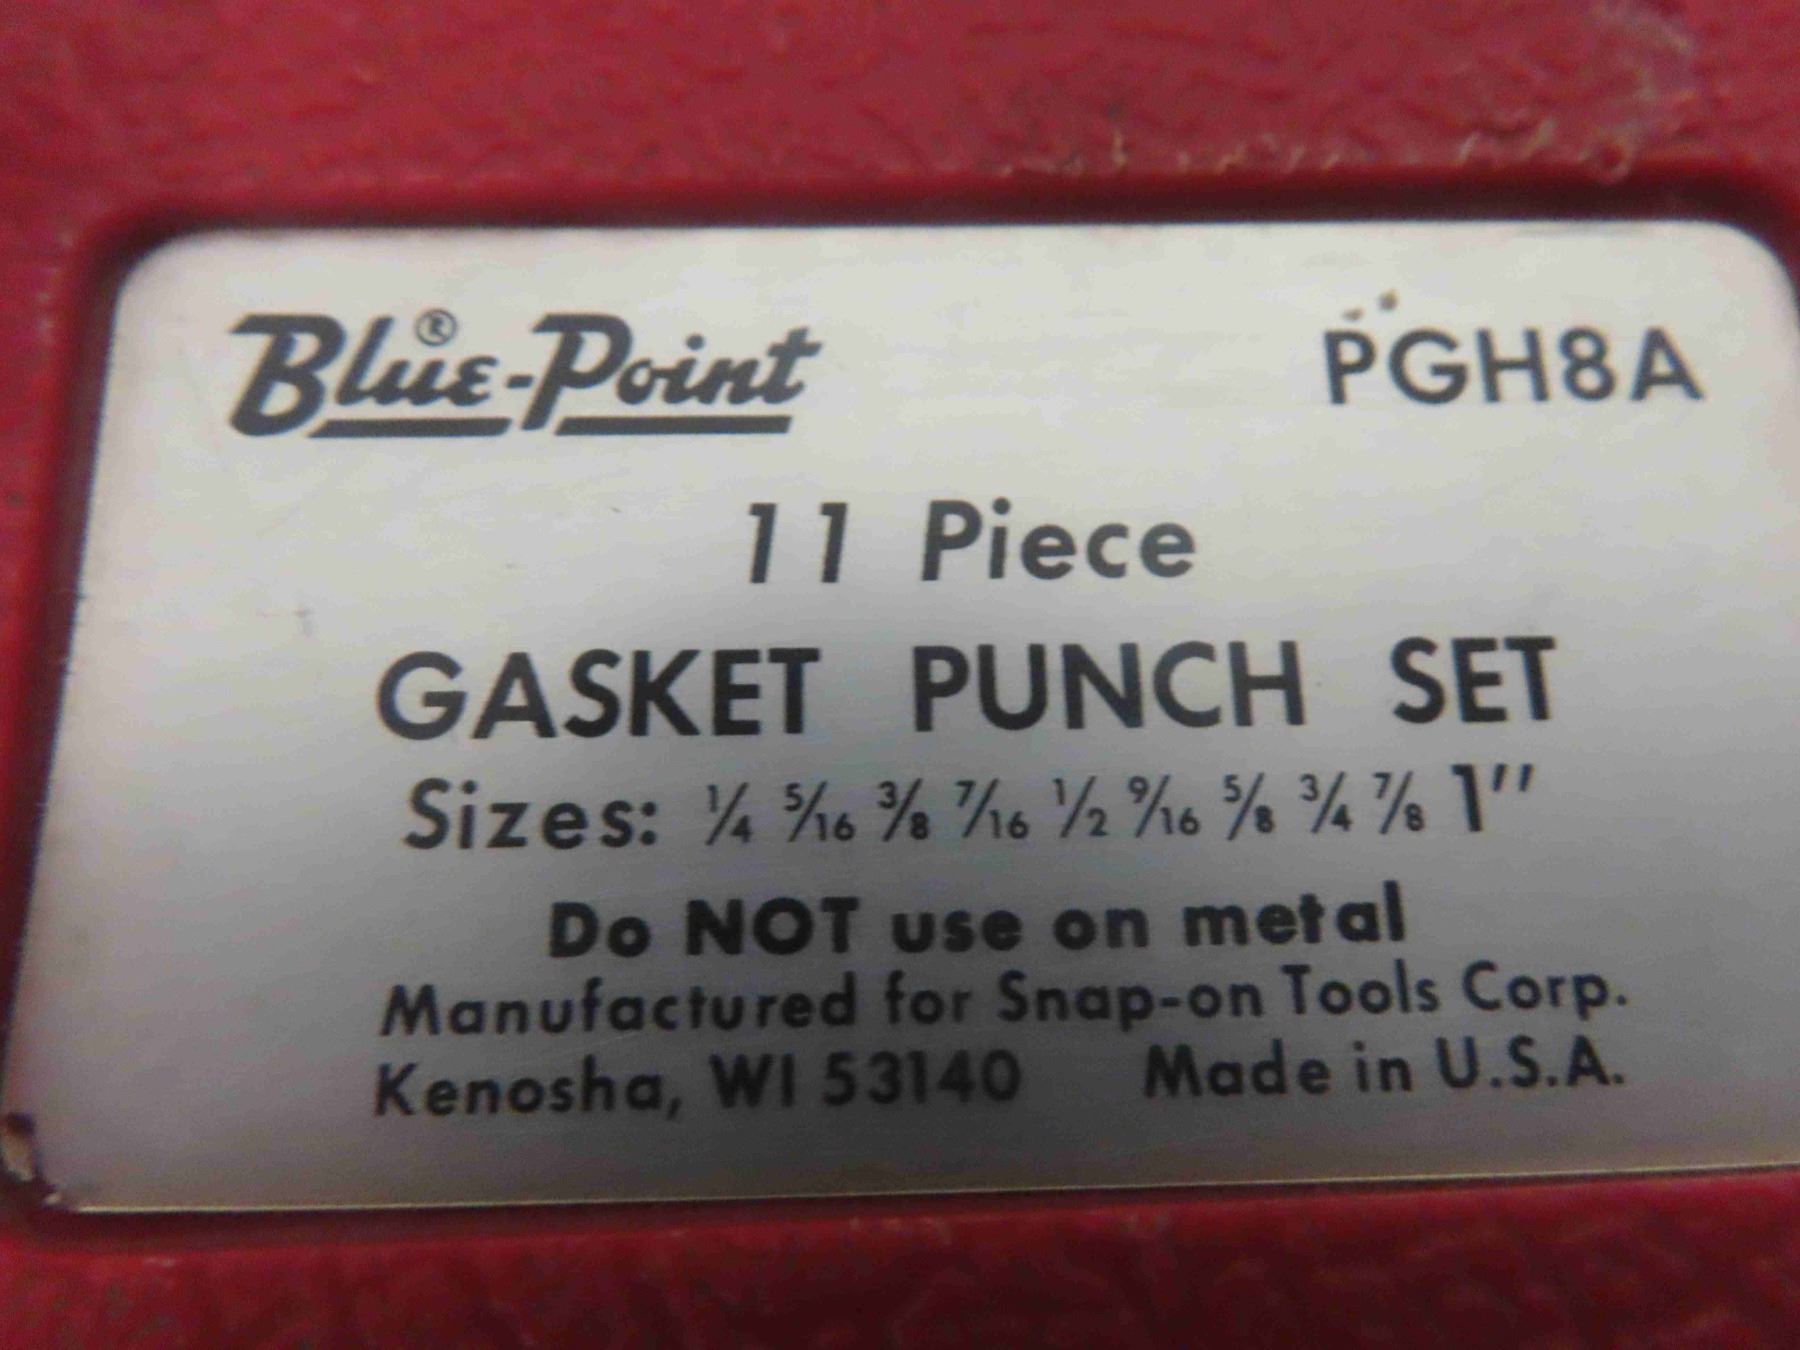 Blue-Point® PGH8A
11 Piece
GASKET PUNCH SET
Sizes: 1/4 5/16 3/8 7/16 1/2 9/16 5/8 3/4 7/8 1"
Do NOT use on metal
Manufactured for Snap-on Tools Corp.
Kenosha, WI 53140 Made in U.S.A.